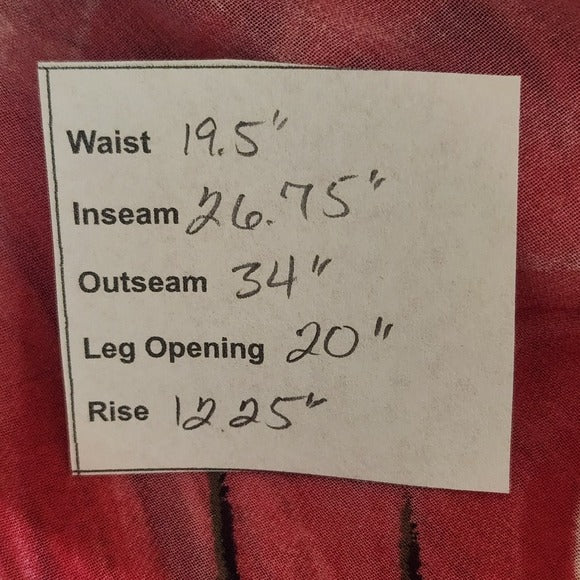 Waist 19.5"
Inseam 26.75"
Outseam 34"
Leg Opening 20"
Rise 12.25"